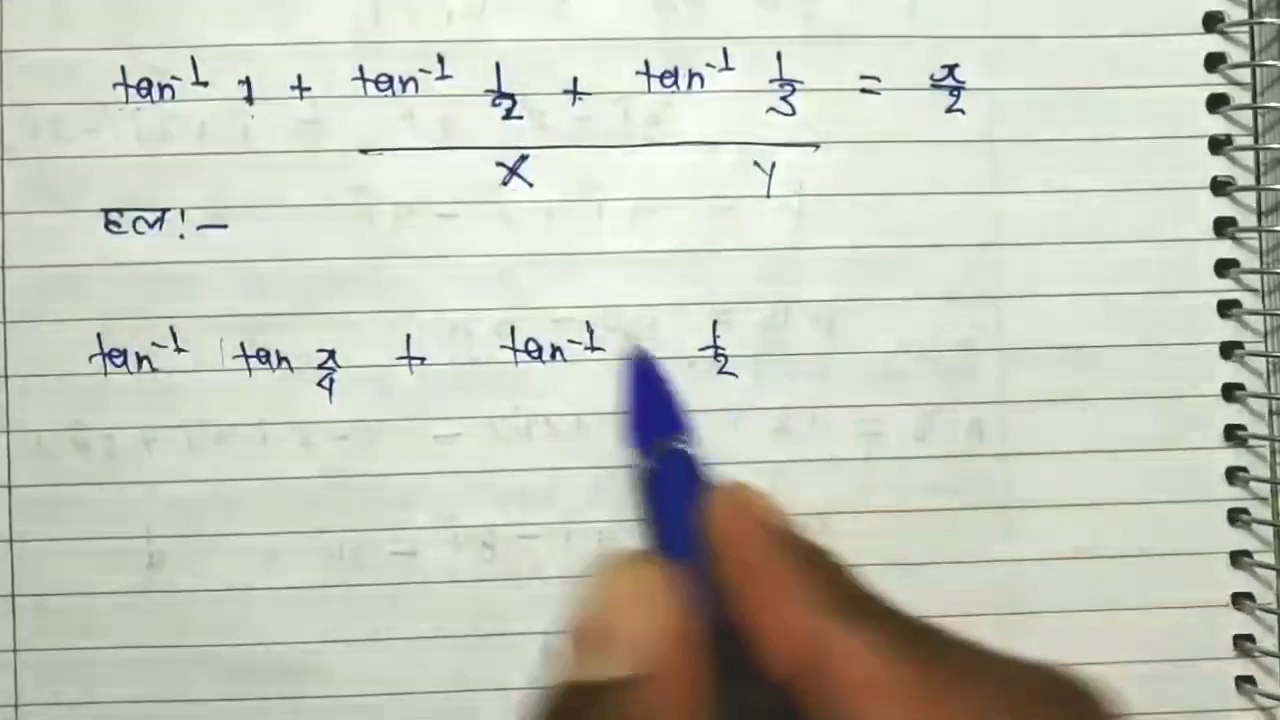 tan⁻¹ 1 + tan⁻¹ 1/2 + tan⁻¹ 1/3 = π/2
X Y
हल:-
tan⁻¹ tan π/4 + tan⁻¹ 1/2